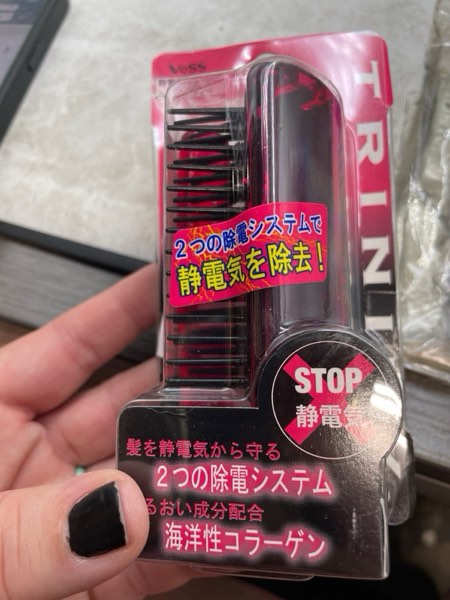 VeSS
TRINI
2つの除電システムで
静電気を除去！
STOP
静電気
髪を静電気から守る
2つの除電システム
るおい成分配合
海洋性コラーゲン